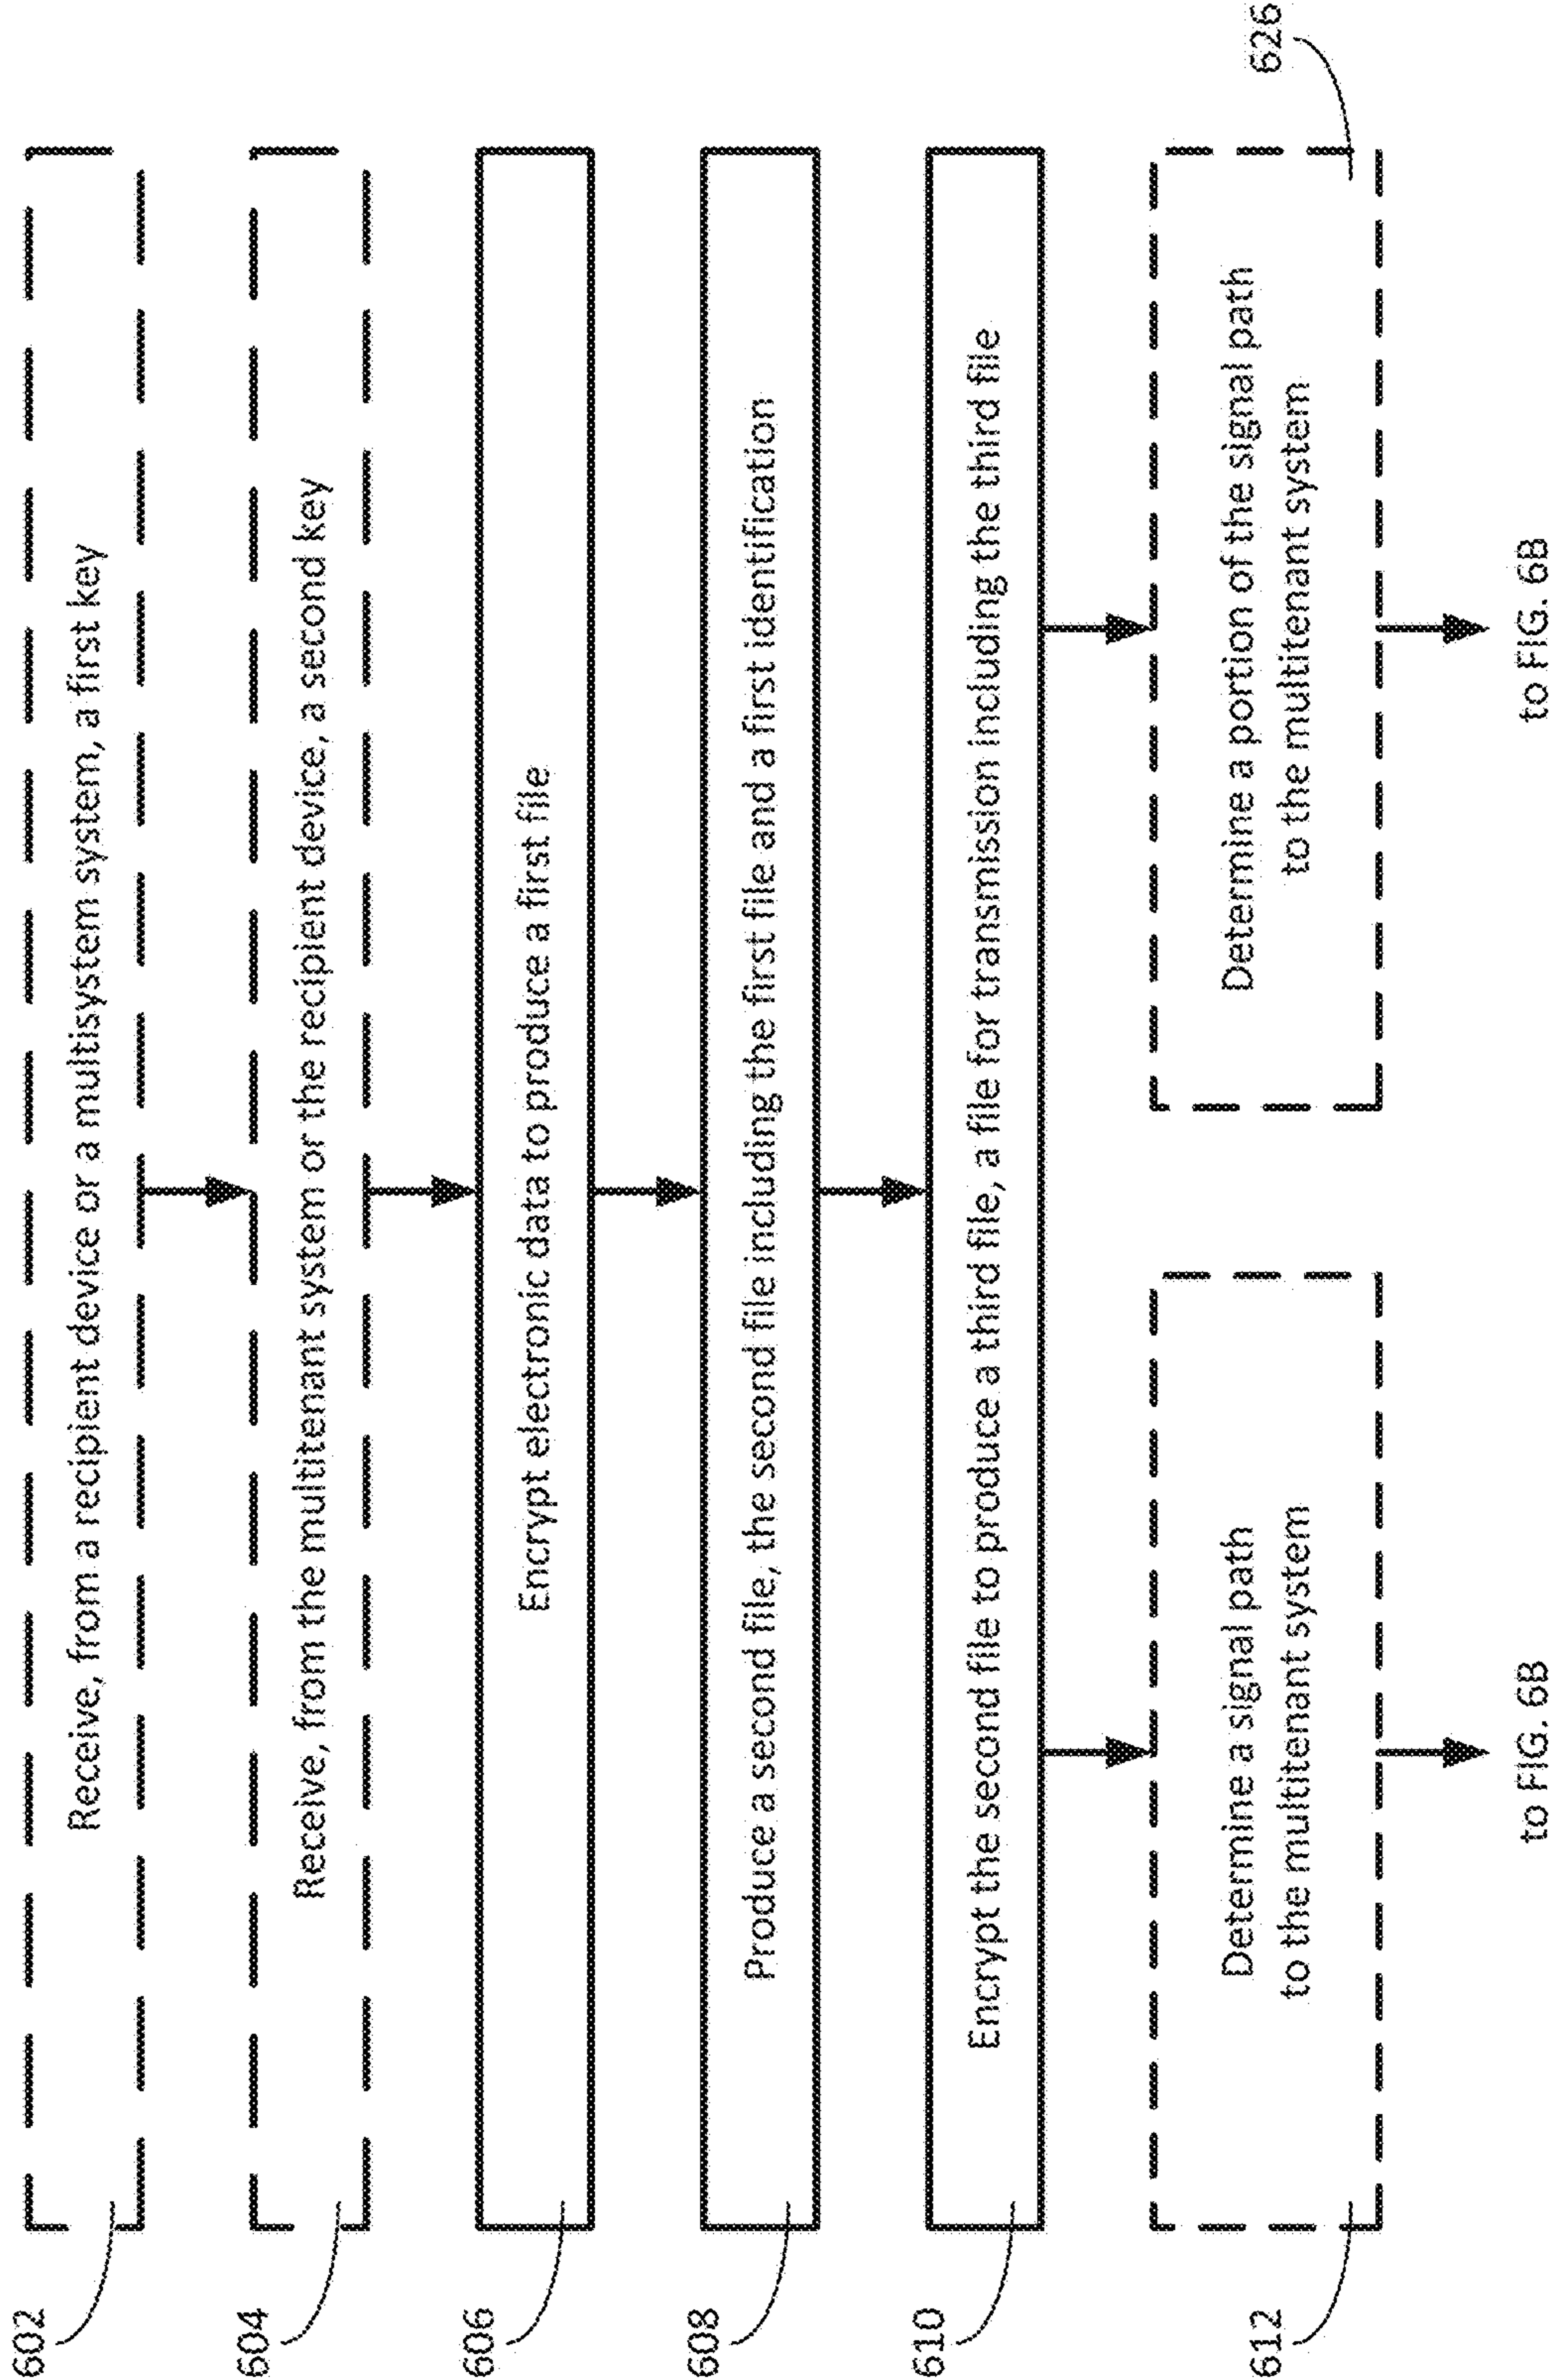 602
Receive, from a recipient device or a multisystem system, a first key
604
Receive, from the multitenant system or the recipient device, a second key
606
Encrypt electronic data to produce a first file
608
Produce a second file, the second file including the first file and a first identification
610
Encrypt the second file to produce a third file, a file for transmission including the third file
612
Determine a signal path
to the multitenant system
626
Determine a portion of the signal path
to the multitenant system
to FIG. 6B
to FIG. 6B